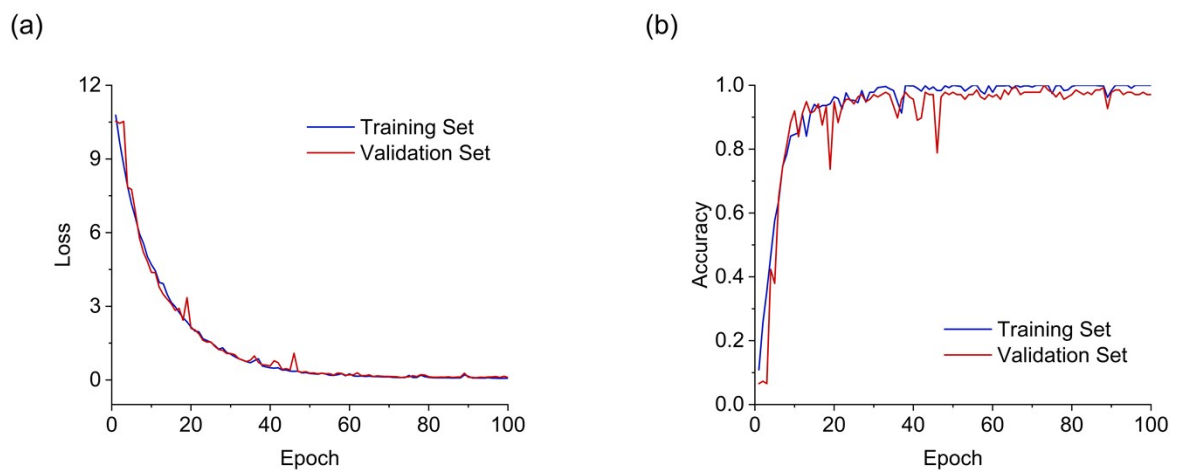 (a)
12
9
6
3
0
Loss
0
20
40
60
80
100
Epoch
Training Set
Validation Set
(b)
1.0
0.8
0.6
0.4
0.2
0.0
Accuracy
0
20
40
60
80
100
Epoch
Training Set
Validation Set